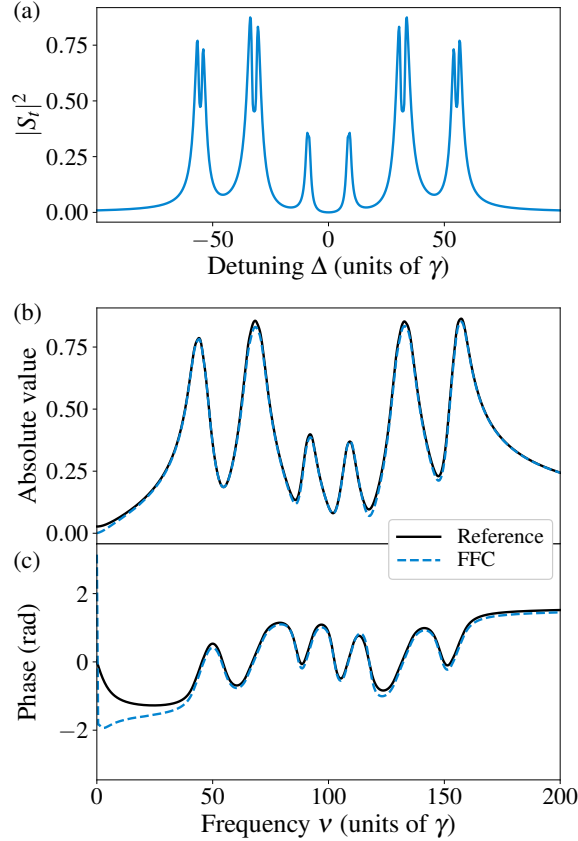 (a)
0.75
0.50
0.25
0.00
|S_t|^2
−50 0 50
Detuning Δ (units of γ)
(b)
0.75
0.50
0.25
0.00
Absolute value
Reference
FFC
(c)
2
0
−2
Phase (rad)
0 50 100 150 200
Frequency ν (units of γ)